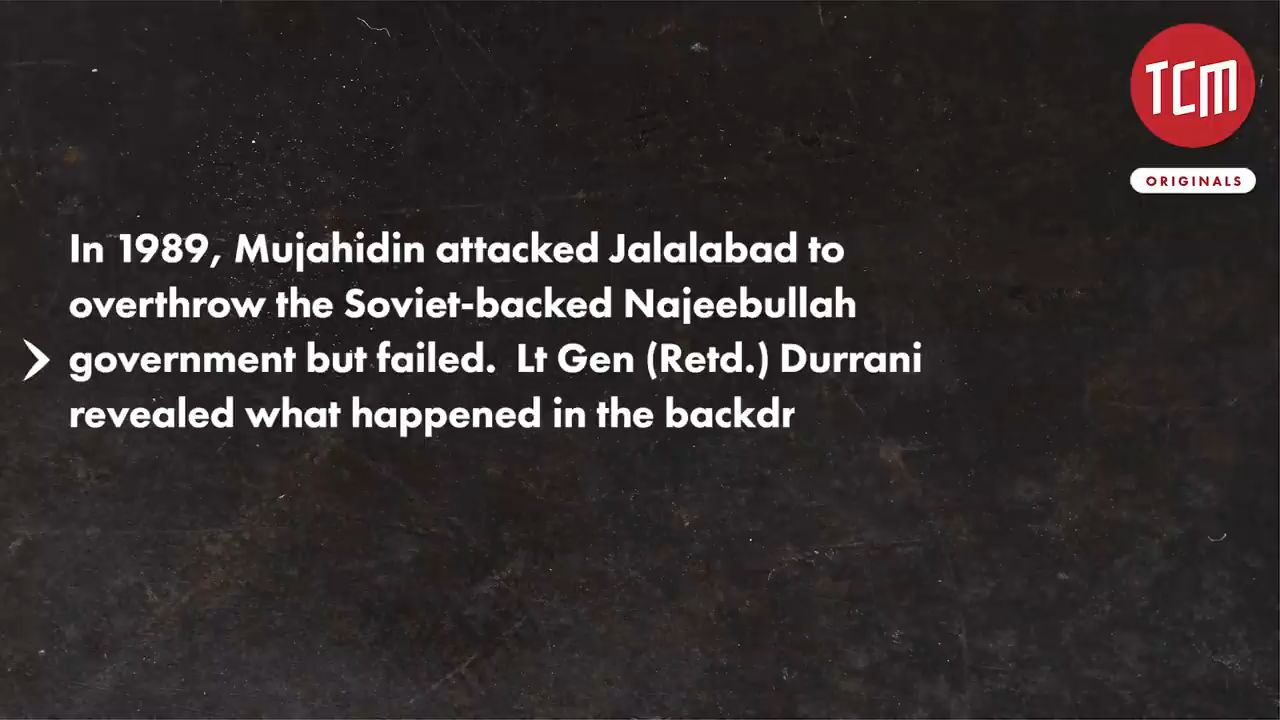 TCM
ORIGINALS
In 1989, Mujahidin attacked Jalalabad to
overthrow the Soviet-backed Najeebullah
government but failed.  Lt Gen (Retd.) Durrani
revealed what happened in the backdr